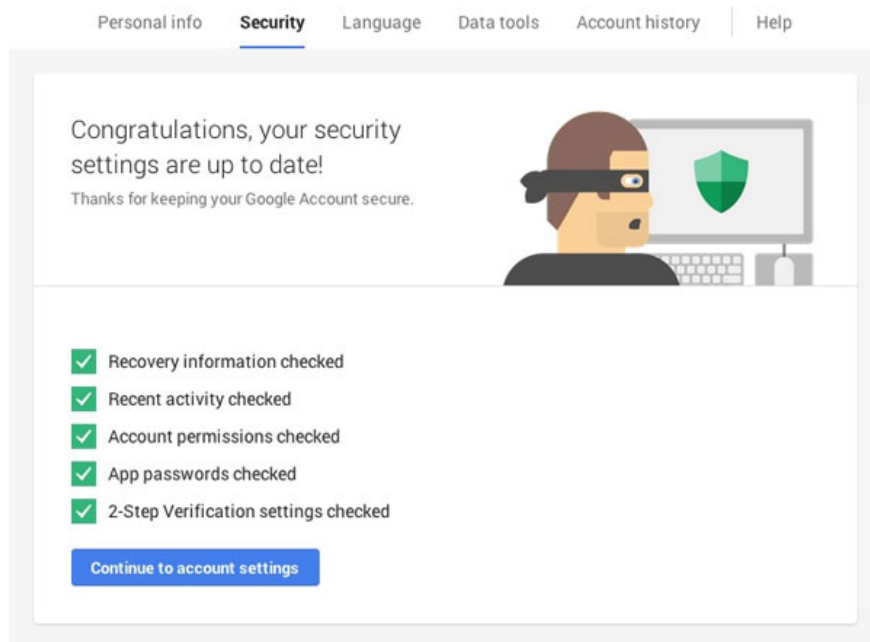 Personal info Security Language Data tools Account history Help
Congratulations, your security
settings are up to date!
Thanks for keeping your Google Account secure.
Recovery information checked
Recent activity checked
Account permissions checked
App passwords checked
2-Step Verification settings checked
Continue to account settings